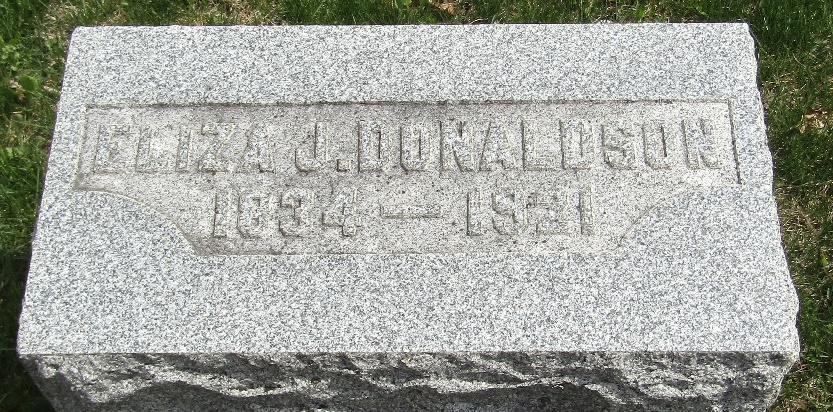 ELIZA J. DONALDSON
1834 — 1921